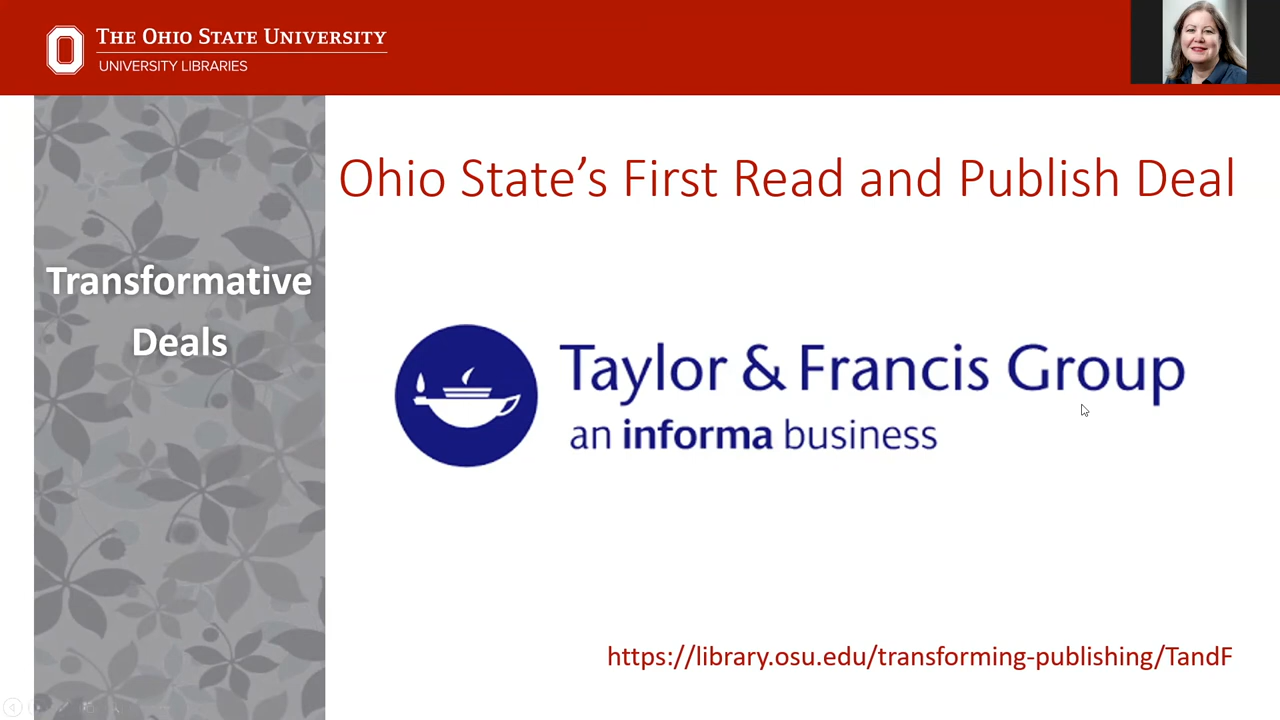 THE OHIO STATE UNIVERSITY
UNIVERSITY LIBRARIES
Ohio State’s First Read and Publish Deal
Transformative
Deals
Taylor & Francis Group
an informa business
https://library.osu.edu/transforming-publishing/TandF